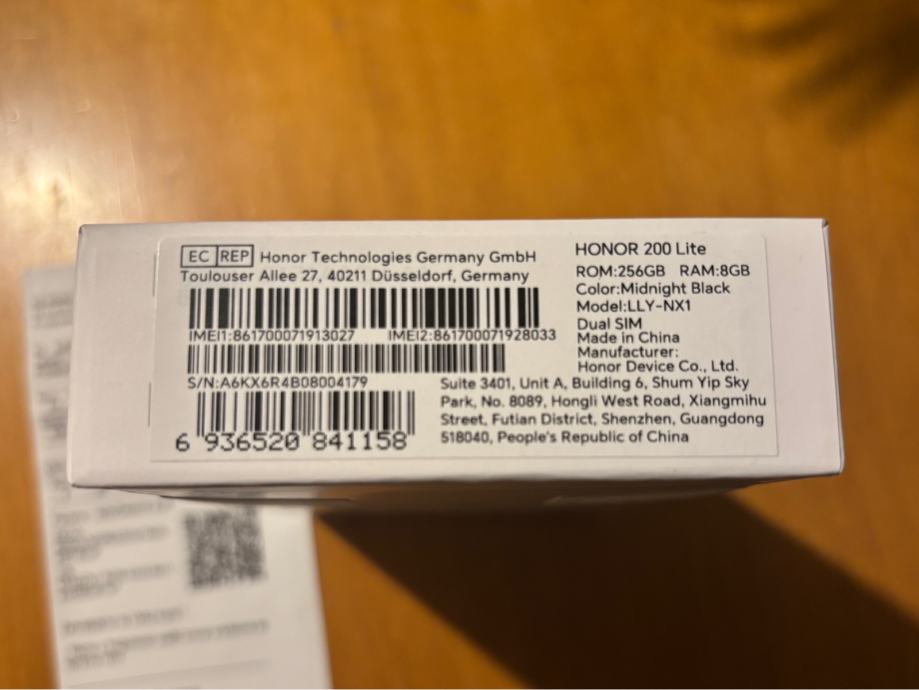 EC REP Honor Technologies Germany GmbH
Toulouser Allee 27, 40211 Düsseldorf, Germany
IMEI1:861700071913027 IMEI2:861700071928033
S/N:A6KX6R4B08004179
6 936520 841158
HONOR 200 Lite
ROM:256GB RAM:8GB
Color:Midnight Black
Model:LLY-NX1
Dual SIM
Made in China
Manufacturer:
Honor Device Co., Ltd.
Suite 3401, Unit A, Building 6, Shum Yip Sky
Park, No. 8089, Hongli West Road, Xiangmihu
Street, Futian District, Shenzhen, Guangdong
518040, People's Republic of China